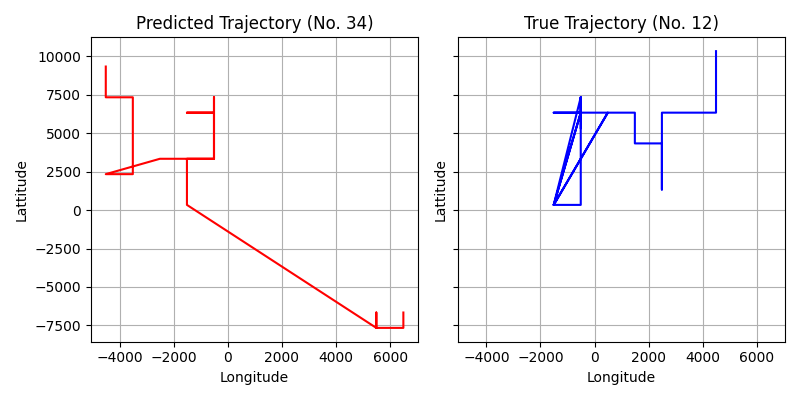 Predicted Trajectory (No. 34)
True Trajectory (No. 12)
10000
7500
5000
2500
0
−2500
−5000
−7500
Lattitude
Lattitude
−4000 −2000 0 2000 4000 6000
−4000 −2000 0 2000 4000 6000
Longitude
Longitude